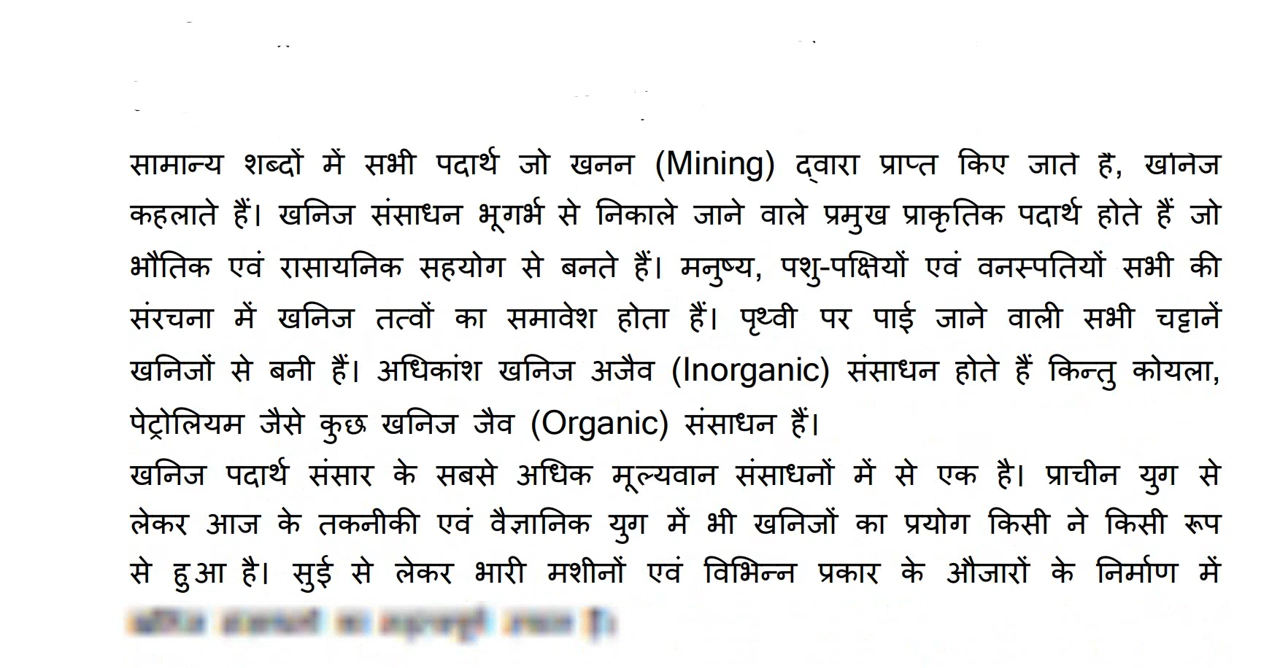 सामान्य शब्दों में सभी पदार्थ जो खनन (Mining) द्वारा प्राप्त किए जाते हैं, खनिज
कहलाते हैं। खनिज संसाधन भूगर्भ से निकाले जाने वाले प्रमुख प्राकृतिक पदार्थ होते हैं जो
भौतिक एवं रासायनिक सहयोग से बनते हैं। मनुष्य, पशु-पक्षियों एवं वनस्पतियों सभी की
संरचना में खनिज तत्वों का समावेश होता हैं। पृथ्वी पर पाई जाने वाली सभी चट्टानें
खनिजों से बनी हैं। अधिकांश खनिज अजैव (Inorganic) संसाधन होते हैं किन्तु कोयला,
पेट्रोलियम जैसे कुछ खनिज जैव (Organic) संसाधन हैं।
खनिज पदार्थ संसार के सबसे अधिक मूल्यवान संसाधनों में से एक है। प्राचीन युग से
लेकर आज के तकनीकी एवं वैज्ञानिक युग में भी खनिजों का प्रयोग किसी ने किसी रूप
से हुआ है। सुई से लेकर भारी मशीनों एवं विभिन्न प्रकार के औजारों के निर्माण में